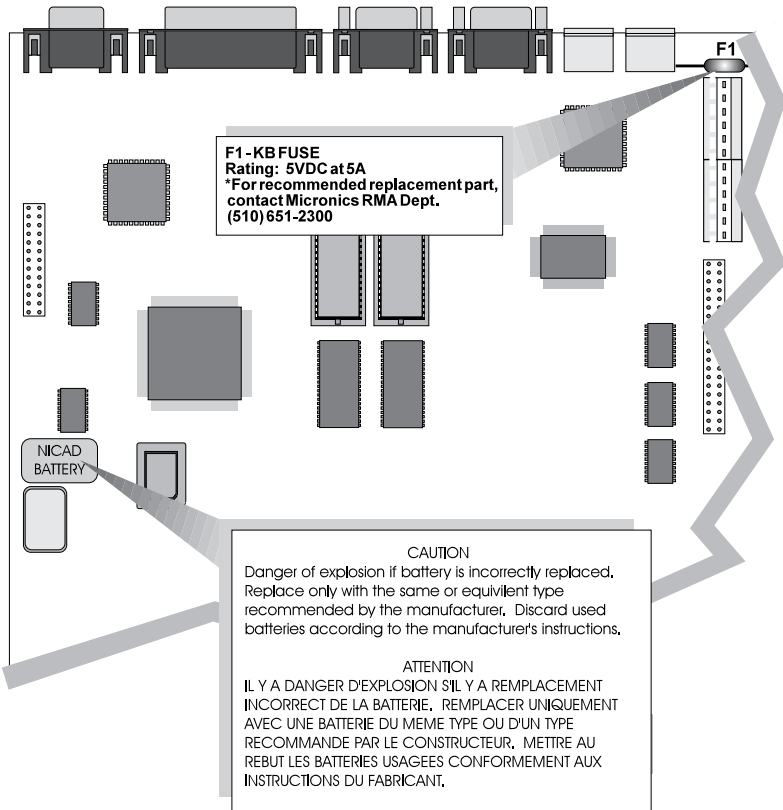 F1
F1 - KB FUSE
Rating: 5VDC at 5A
*For recommended replacement part,
contact Micronics RMA Dept.
(510) 651-2300
NICAD
BATTERY
CAUTION
Danger of explosion if battery is incorrectly replaced.
Replace only with the same or equivilent type
recommended by the manufacturer. Discard used
batteries according to the manufacturer's instructions.
ATTENTION
IL Y A DANGER D'EXPLOSION S'IL Y A REMPLACEMENT
INCORRECT DE LA BATTERIE. REMPLACER UNIQUEMENT
AVEC UNE BATTERIE DU MEME TYPE OU D'UN TYPE
RECOMMANDE PAR LE CONSTRUCTEUR. METTRE AU
REBUT LES BATTERIES USAGEES CONFORMEMENT AUX
INSTRUCTIONS DU FABRICANT.